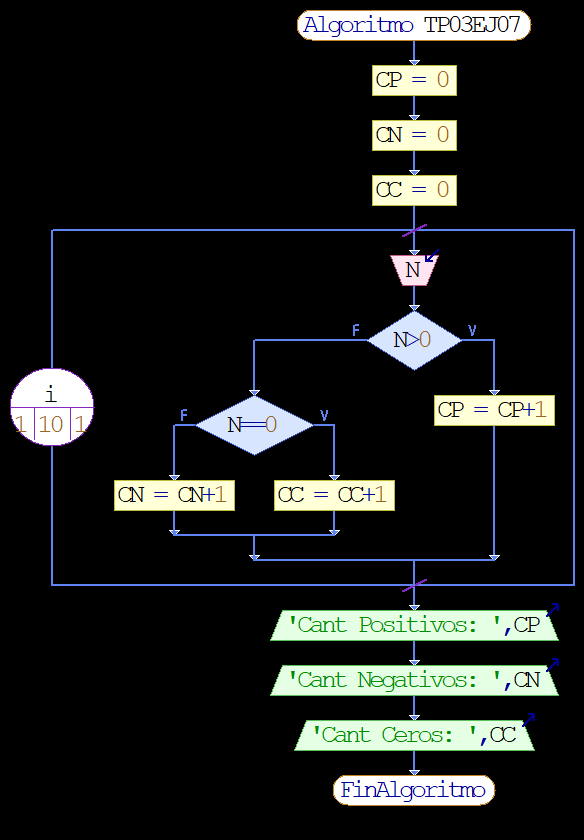 Algoritmo TP03EJ07
CP = 0
CN = 0
CC = 0
N
F
V
N>0
i
1 10 1
CP = CP+1
F
V
N==0
CN = CN+1
CC = CC+1
'Cant Positivos: ',CP
'Cant Negativos: ',CN
'Cant Ceros: ',CC
FinAlgoritmo